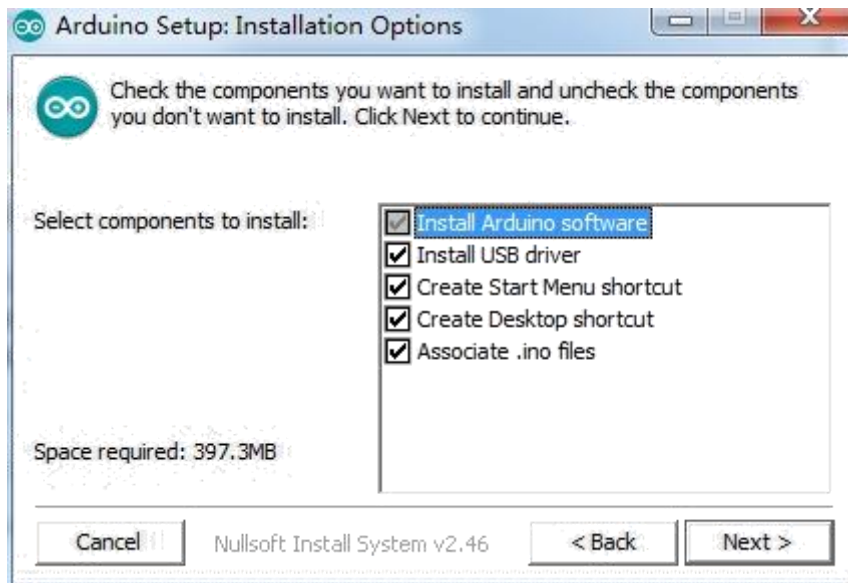 Arduino Setup: Installation Options
Check the components you want to install and uncheck the components
you don't want to install. Click Next to continue.
Select components to install:
Install Arduino software
Install USB driver
Create Start Menu shortcut
Create Desktop shortcut
Associate .ino files
Space required: 397.3MB
Cancel
Nullsoft Install System v2.46
< Back
Next >